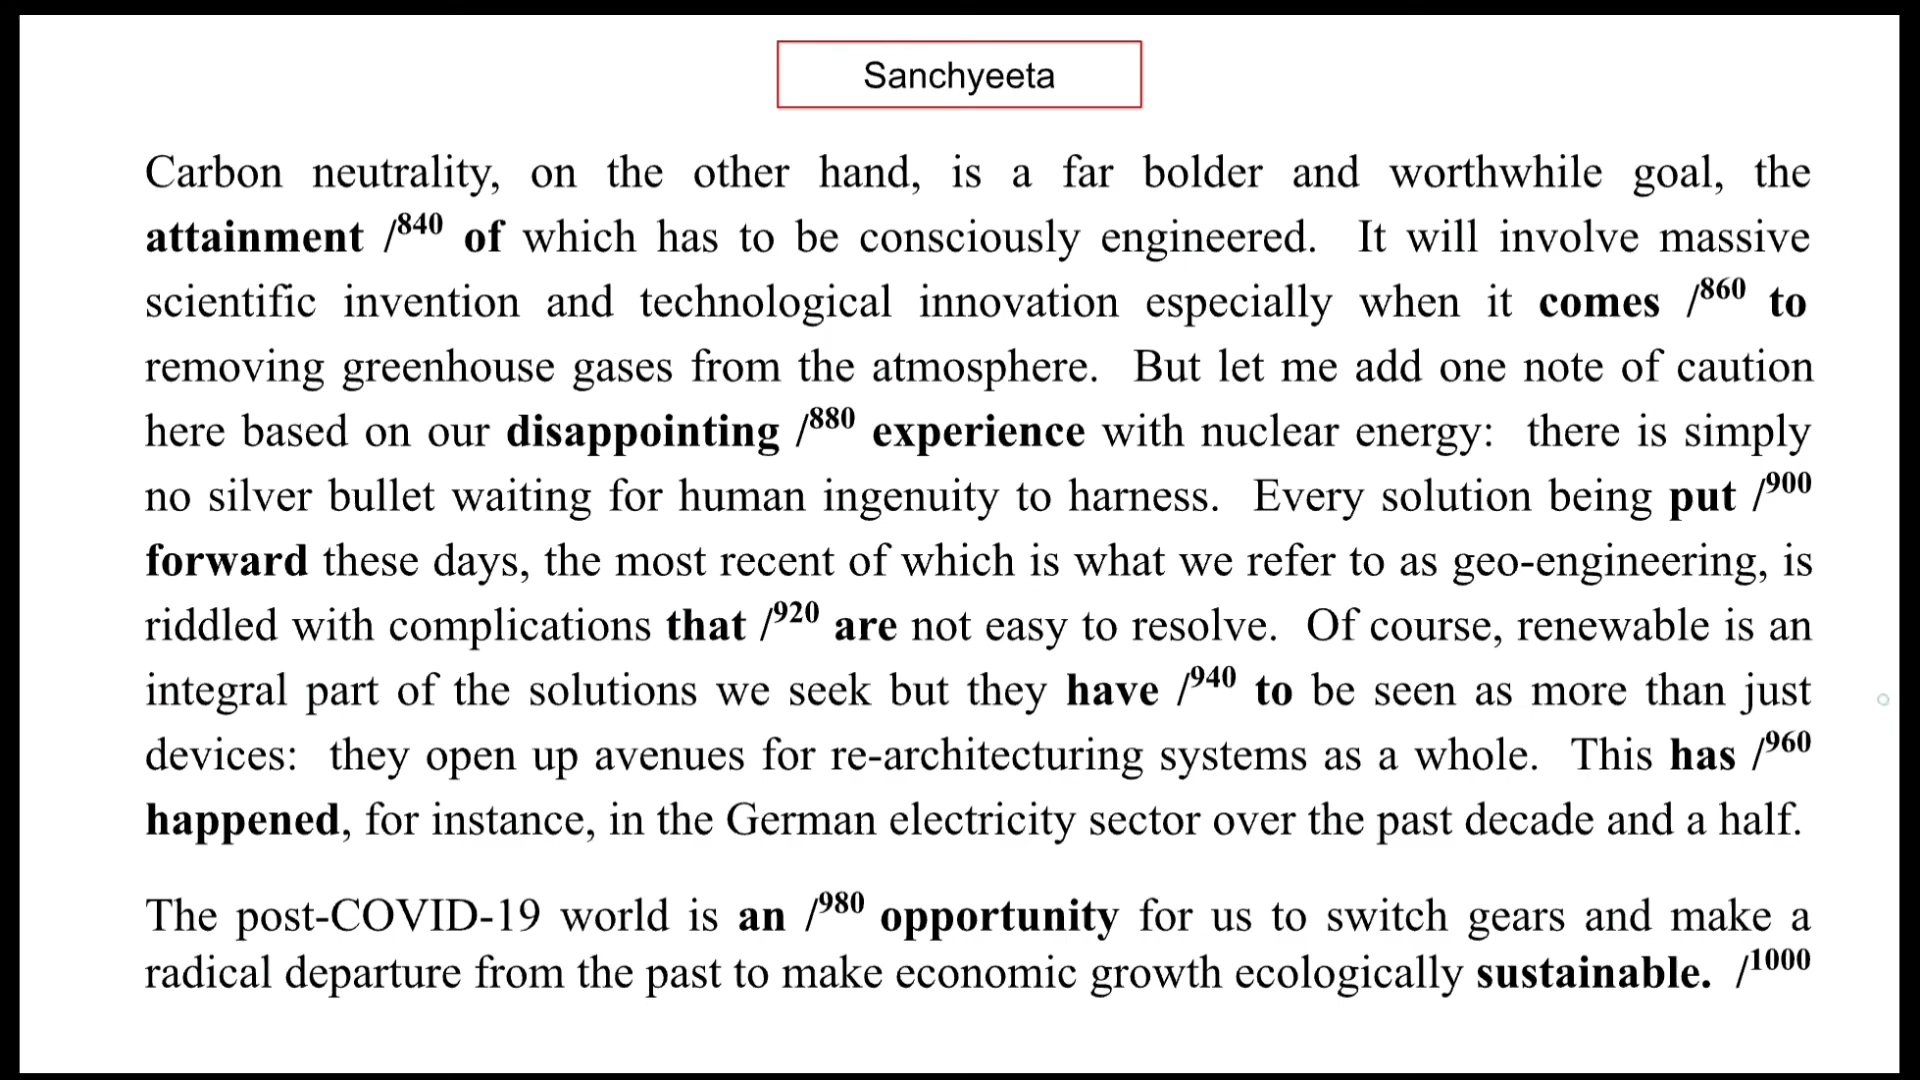 Sanchyeeta
Carbon neutrality, on the other hand, is a far bolder and worthwhile goal, the
attainment /840 of which has to be consciously engineered. It will involve massive
scientific invention and technological innovation especially when it comes /860 to
removing greenhouse gases from the atmosphere. But let me add one note of caution
here based on our disappointing /880 experience with nuclear energy: there is simply
no silver bullet waiting for human ingenuity to harness. Every solution being put /900
forward these days, the most recent of which is what we refer to as geo-engineering, is
riddled with complications that /920 are not easy to resolve. Of course, renewable is an
integral part of the solutions we seek but they have /940 to be seen as more than just
devices: they open up avenues for re-architecturing systems as a whole. This has /960
happened, for instance, in the German electricity sector over the past decade and a half.
The post-COVID-19 world is an /980 opportunity for us to switch gears and make a
radical departure from the past to make economic growth ecologically sustainable. /1000